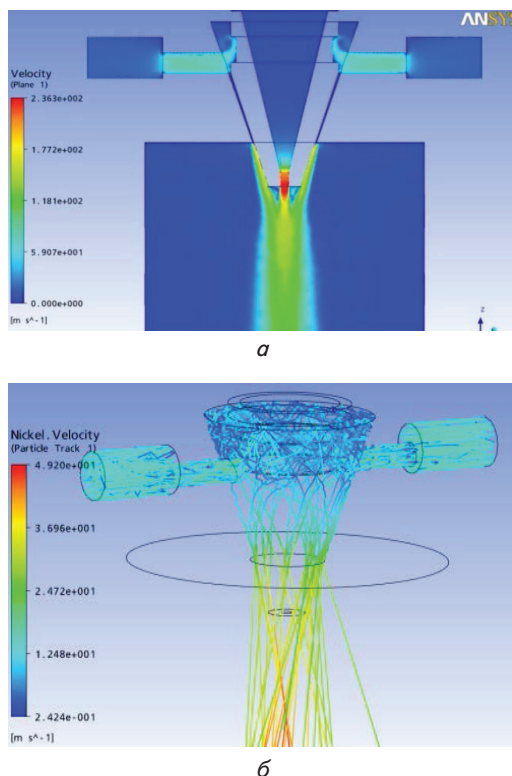 ANSYS
Velocity
(Plane 1)
2.363e+002
1.772e+002
1.181e+002
5.907e+001
0.000e+000
[m s^-1]
z
а
Nickel.Velocity
(Particle Track 1)
4.920e+001
3.696e+001
2.472e+001
1.248e+001
2.424e-001
[m s^-1]
б